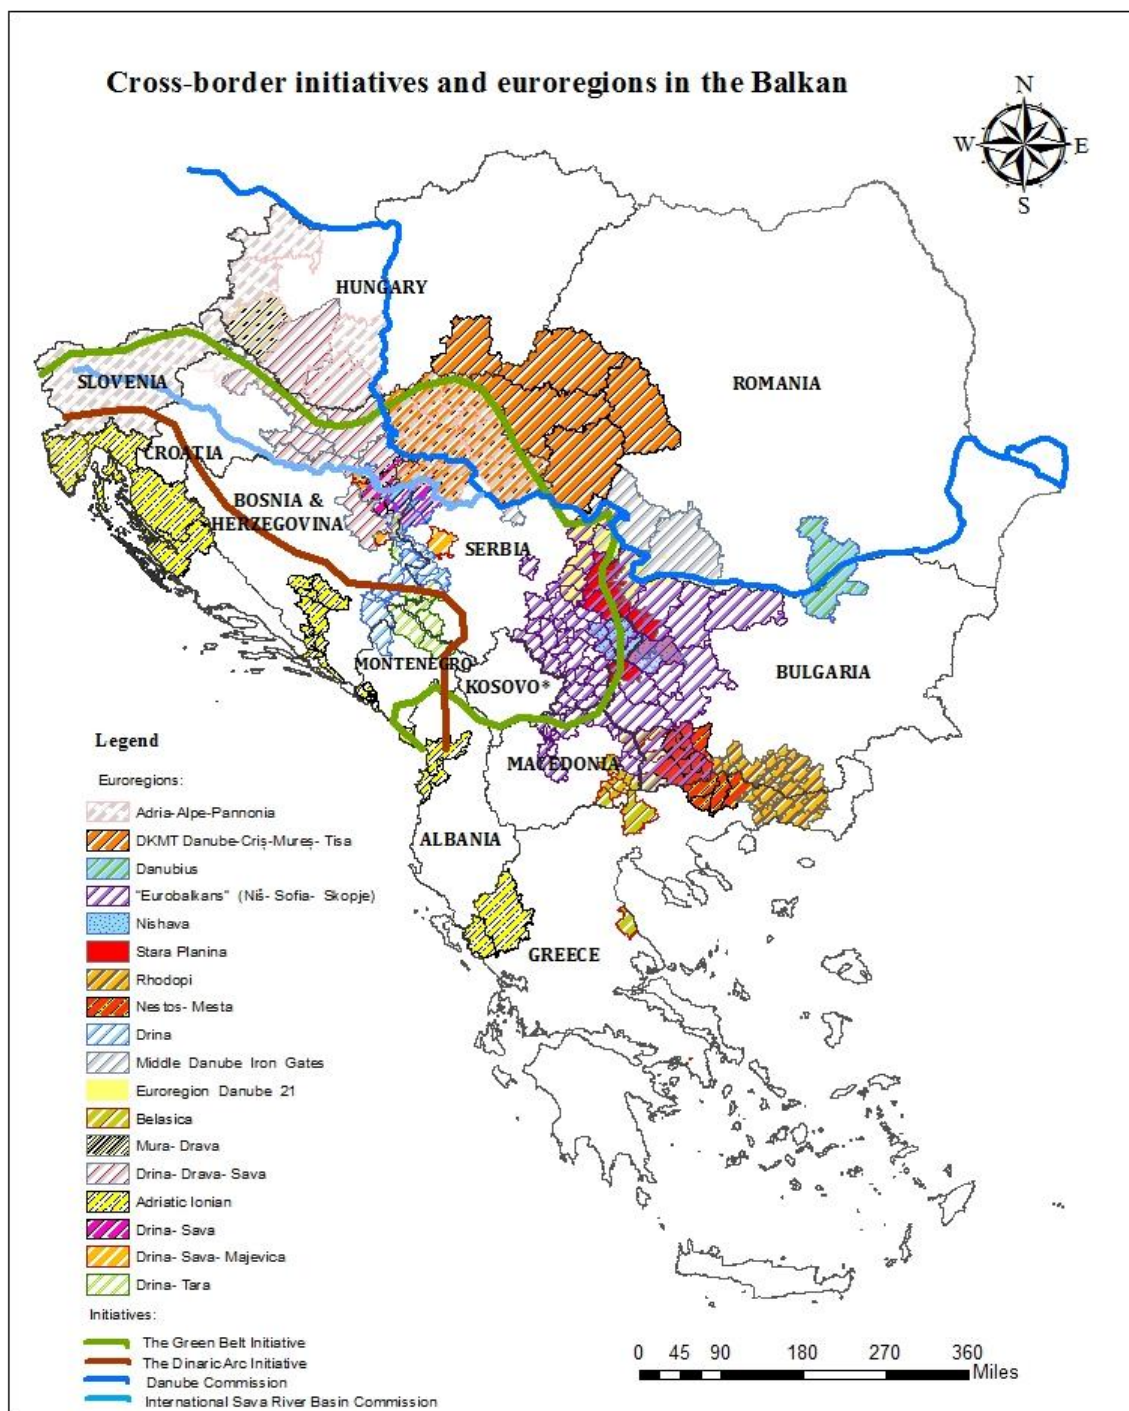 Cross-border initiatives and euroregions in the Balkan
N
W E
S
HUNGARY
ROMANIA
SLOVENIA
CROATIA
BOSNIA &
HERZEGOVINA
SERBIA
MONTENEGRO
KOSOVO*
BULGARIA
MACEDONIA
ALBANIA
GREECE
Legend
Euroregions:
Adria-Alpe-Pannonia
DKMT Danube-Criș-Mureș- Tisa
Danubius
"Eurobalkans" (Niš- Sofia- Skopje)
Nishava
Stara Planina
Rhodopi
Nestos- Mesta
Drina
Middle Danube Iron Gates
Euroregion Danube 21
Belasica
Mura- Drava
Drina- Drava- Sava
Adriatic Ionian
Drina- Sava
Drina- Sava- Majevica
Drina- Tara
Initiatives:
The Green Belt Initiative
The Dinaric Arc Initiative
Danube Commission
International Sava River Basin Commission
0 45 90 180 270 360
Miles